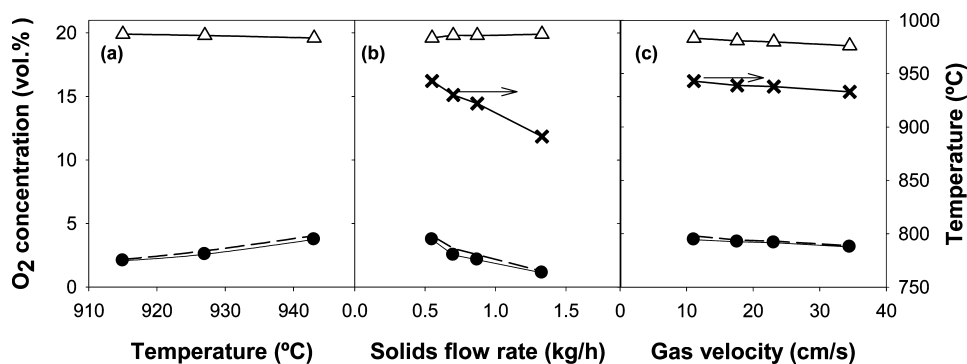 O2 concentration (vol.%)
20
15
10
5
0
(a)
(b)
(c)
1000
950
900
850
800
750
Temperature (ºC)
910 920 930 940
0.0 0.5 1.0 1.5
0 10 20 30 40
Temperature (ºC)
Solids flow rate (kg/h)
Gas velocity (cm/s)